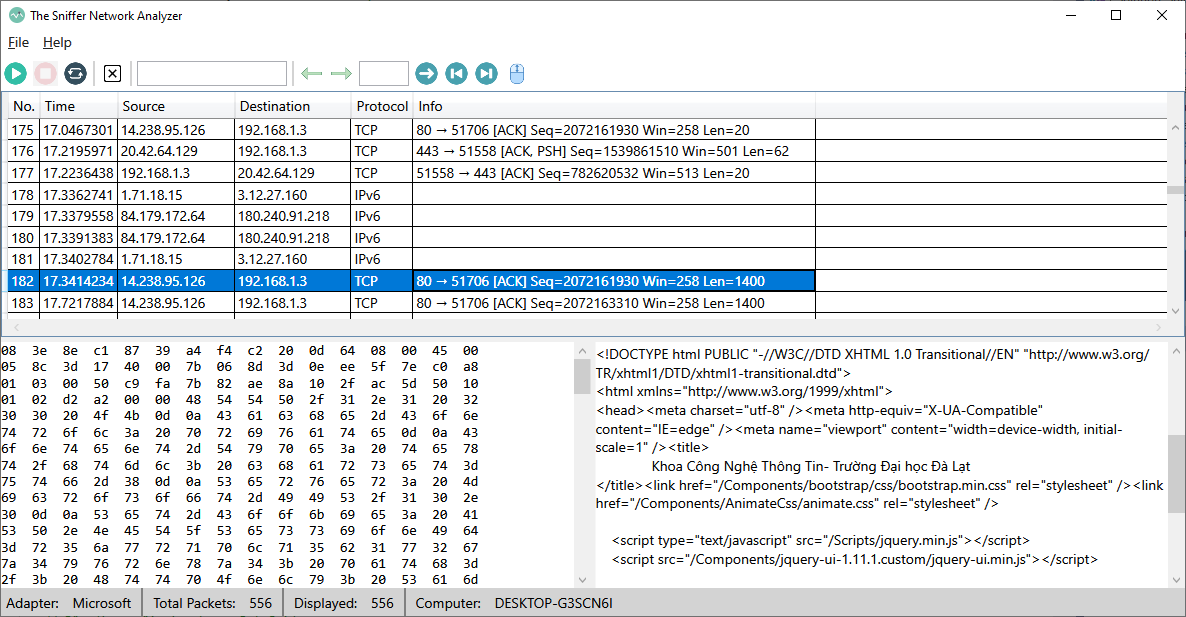 The Sniffer Network Analyzer
File Help
No. Time Source Destination Protocol Info
175 17.0467301 14.238.95.126 192.168.1.3 TCP 80 → 51706 [ACK] Seq=2072161930 Win=258 Len=20
176 17.2195971 20.42.64.129 192.168.1.3 TCP 443 → 51558 [ACK, PSH] Seq=1539861510 Win=501 Len=62
177 17.2236438 192.168.1.3 20.42.64.129 TCP 51558 → 443 [ACK] Seq=782620532 Win=513 Len=20
178 17.3362741 1.71.18.15 3.12.27.160 IPv6
179 17.3379558 84.179.172.64 180.240.91.218 IPv6
180 17.3391383 84.179.172.64 180.240.91.218 IPv6
181 17.3402784 1.71.18.15 3.12.27.160 IPv6
182 17.3414234 14.238.95.126 192.168.1.3 TCP 80 → 51706 [ACK] Seq=2072161930 Win=258 Len=1400
183 17.7217884 14.238.95.126 192.168.1.3 TCP 80 → 51706 [ACK] Seq=2072163310 Win=258 Len=1400
08 3e 8e c1 87 39 a4 f4 c2 20 0d 64 08 00 45 00
05 8c 3d 17 40 00 7b 06 8d 3c 0e ee 5f 7e c0 a8
01 03 00 50 c9 fa 7b 82 ae 8a 10 2f ac 5d 50 10
01 02 d2 a2 00 00 48 54 54 50 2f 31 2e 31 20 32
30 30 20 4f 4b 0d 0a 43 61 63 68 65 2d 43 6f 6e
74 72 6f 6c 3a 20 70 72 69 76 61 74 65 0d 0a 43
6f 6e 74 65 6e 74 2d 54 79 70 65 3a 20 74 65 78
74 2f 68 74 6d 6c 3b 20 63 68 61 72 73 65 74 3d
75 74 66 2d 38 0d 0a 53 65 72 76 65 72 3a 20 4d
69 63 72 6f 73 6f 66 74 2d 49 49 53 2f 31 30 2e
30 0d 0a 53 65 74 2d 43 6f 6f 6b 69 65 3a 20 41
53 50 2e 4e 45 54 5f 53 65 73 73 69 6f 6e 49 64
3d 72 35 6a 77 72 71 70 6c 71 35 62 31 77 32 67
7a 34 79 76 72 6e 78 7a 34 3b 20 70 61 74 68 3d
2f 3b 20 48 74 74 70 4f 6e 6c 79 3b 20 53 61 6d
<!DOCTYPE html PUBLIC "-//W3C//DTD XHTML 1.0 Transitional//EN" "http://www.w3.org/
TR/xhtml1/DTD/xhtml1-transitional.dtd">
<html xmlns="http://www.w3.org/1999/xhtml">
<head><meta charset="utf-8" /><meta http-equiv="X-UA-Compatible"
content="IE=edge" /><meta name="viewport" content="width=device-width, initial-
scale=1" /><title>
Khoa Công Nghệ Thông Tin- Trường Đại học Đà Lạt
</title><link href="/Components/bootstrap/css/bootstrap.min.css" rel="stylesheet" /><link
href="/Components/AnimateCss/animate.css" rel="stylesheet" />
<script type="text/javascript" src="/Scripts/jquery.min.js"></script>
<script src="/Components/jquery-ui-1.11.1.custom/jquery-ui.min.js"></script>
Adapter: Microsoft Total Packets: 556 Displayed: 556 Computer: DESKTOP-G3SCN6I